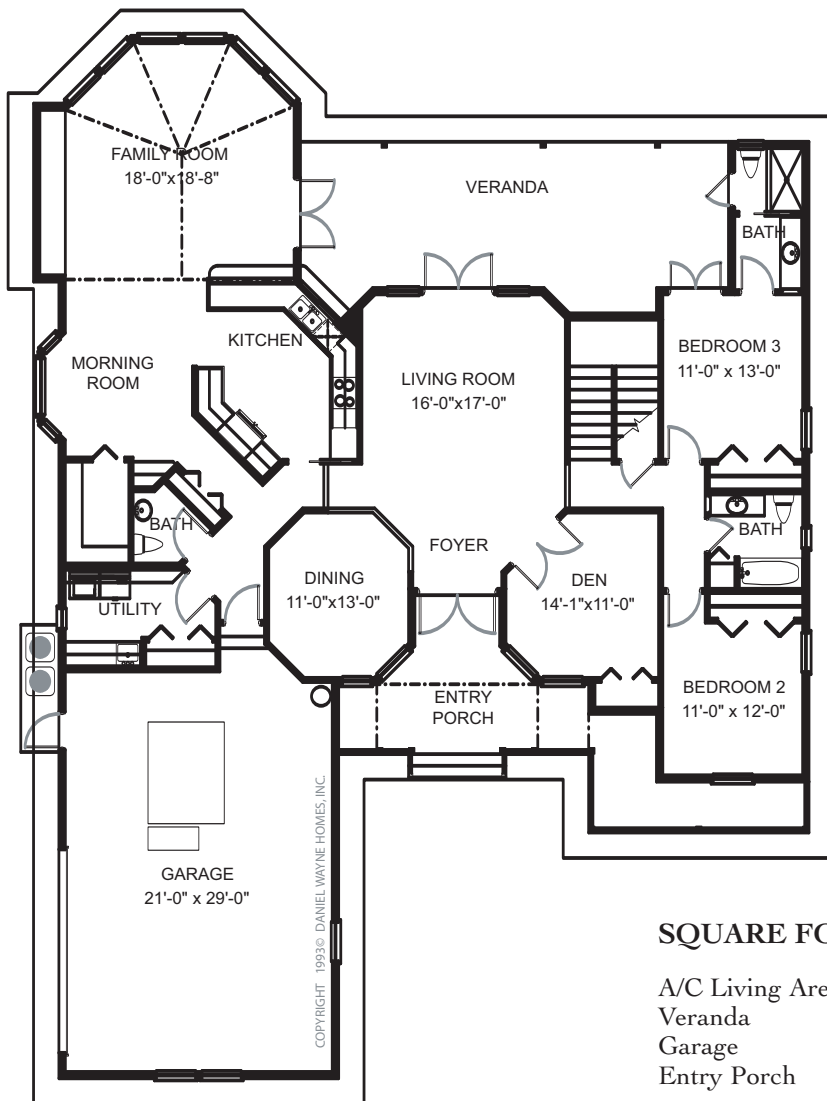 FAMILY ROOM
18'-0"x18'-8"
VERANDA
BATH
KITCHEN
MORNING
ROOM
LIVING ROOM
16'-0"x17'-0"
BEDROOM 3
11'-0" x 13'-0"
BATH
FOYER
BATH
DINING
11'-0"x13'-0"
DEN
14'-1"x11'-0"
UTILITY
ENTRY
PORCH
BEDROOM 2
11'-0" x 12'-0"
GARAGE
21'-0" x 29'-0"
COPYRIGHT 1993© DANIEL WAYNE HOMES, INC.
SQUARE FO
A/C Living Are
Veranda
Garage
Entry Porch